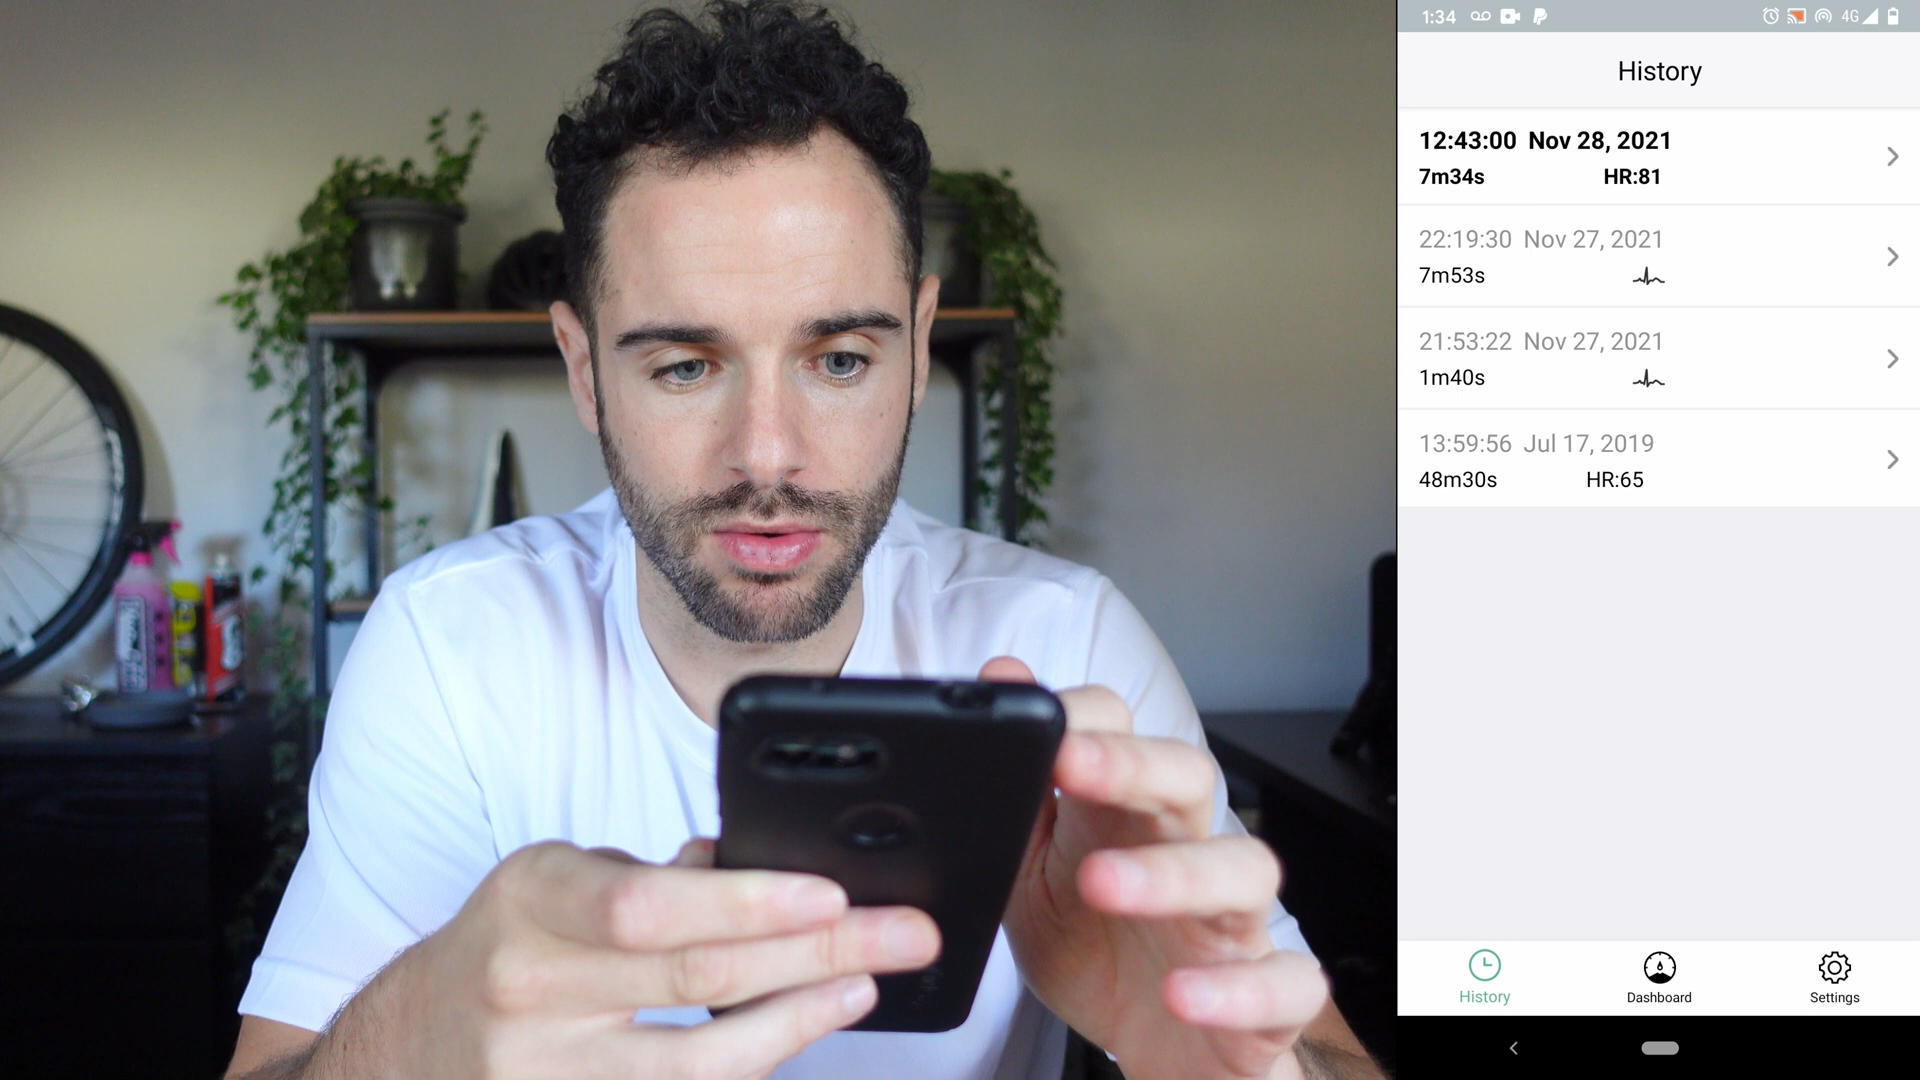 1:34 4G
History
12:43:00 Nov 28, 2021
7m34s HR:81
22:19:30 Nov 27, 2021
7m53s
21:53:22 Nov 27, 2021
1m40s
13:59:56 Jul 17, 2019
48m30s HR:65
History Dashboard Settings